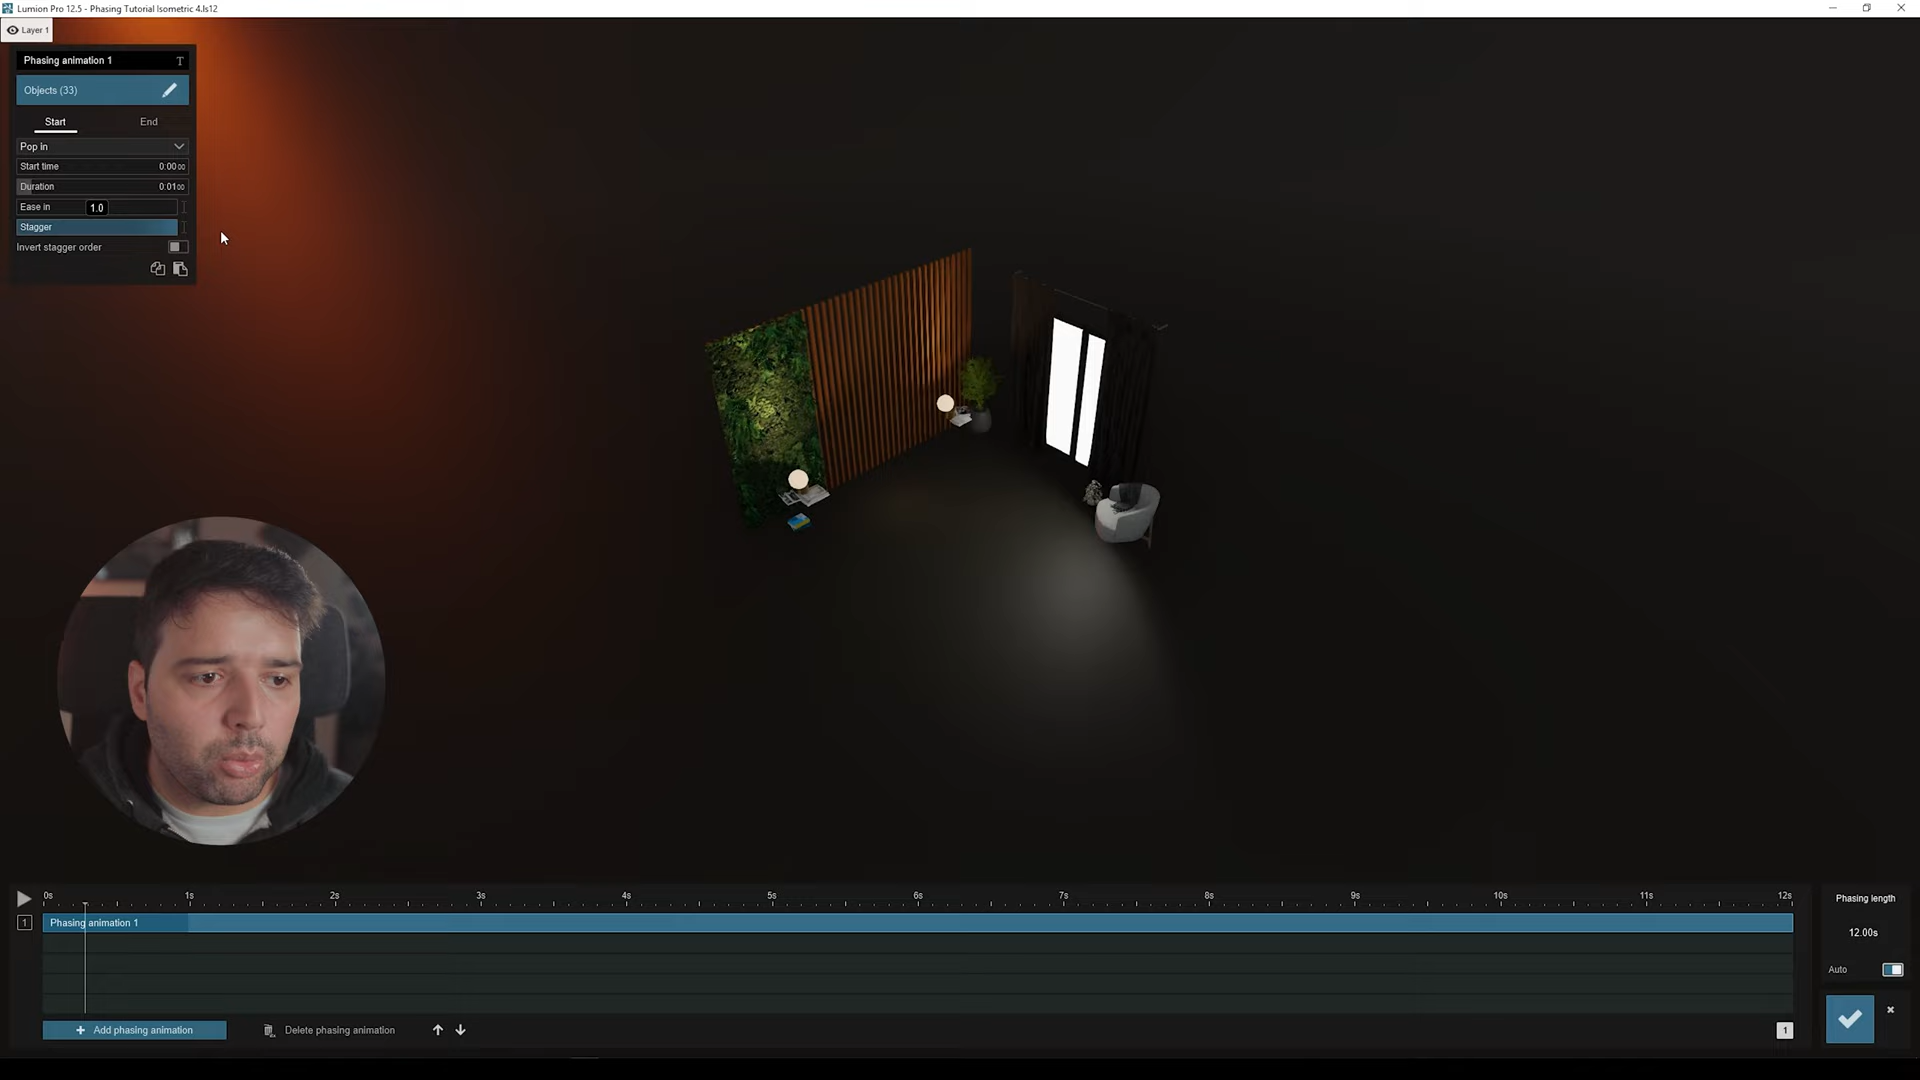 Lumion Pro 12.5 - Phasing Tutorial Isometric 4.ls12
Layer 1
Phasing animation 1
T
Objects (33)
Start End
Pop In
Start time 0:00 00
Duration 0:01 00
Ease in 1.0
Stagger
Invert stagger order
0s 1s 2s 3s 4s 5s 6s 7s 8s 9s 10s 11s 12s
Phasing length
1 Phasing animation 1
12.00s
Auto
+ Add phasing animation
Delete phasing animation
1